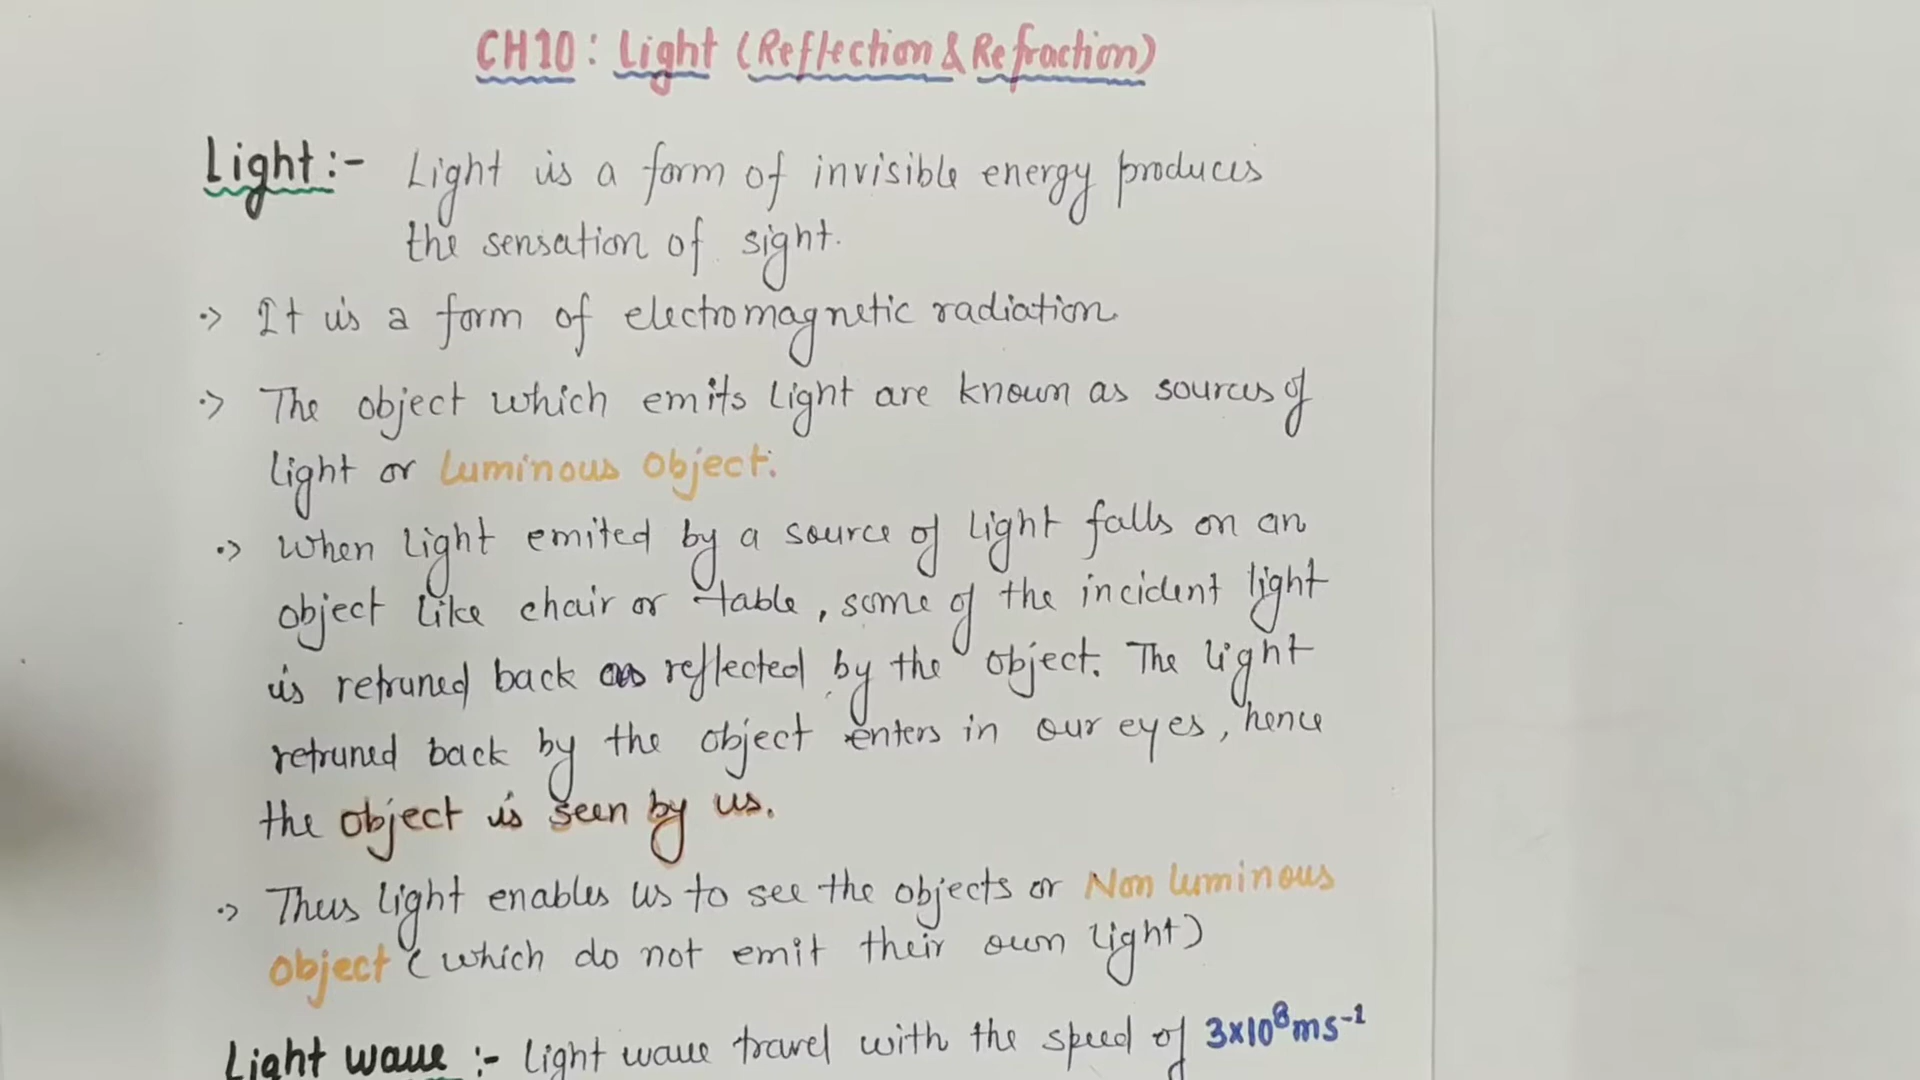 CH10: Light (Reflection & Refraction)
Light:- Light is a form of invisible energy produces
the sensation of sight.
•> It is a form of electromagnetic radiation
•> The object which emits light are known as sources of
light or Luminous Object.
•> When light emited by a source of light falls on an
object like chair or table, some of the incident light
is retruned back as reflected by the object. The light
retruned back by the object enters in our eyes, hence
the object is seen by us.
•> Thus light enables us to see the objects or Non luminous
Object (which do not emit their own light)
Light wave :- Light wave travel with the speed of 3x10⁸ms⁻¹